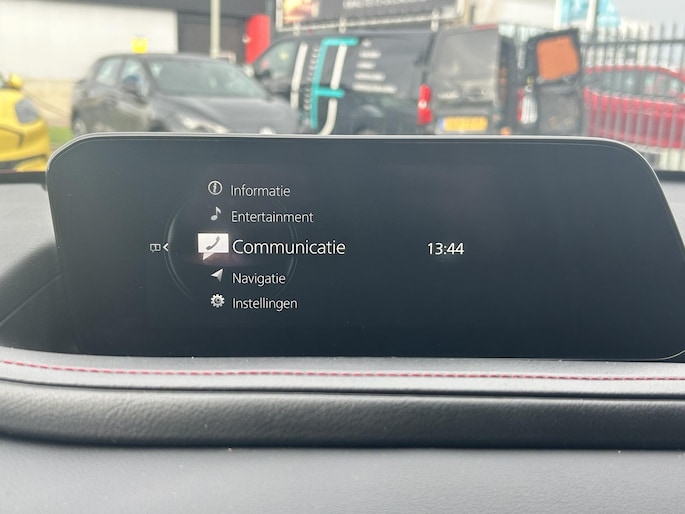 Informatie
Entertainment
Communicatie
13:44
Navigatie
Instellingen